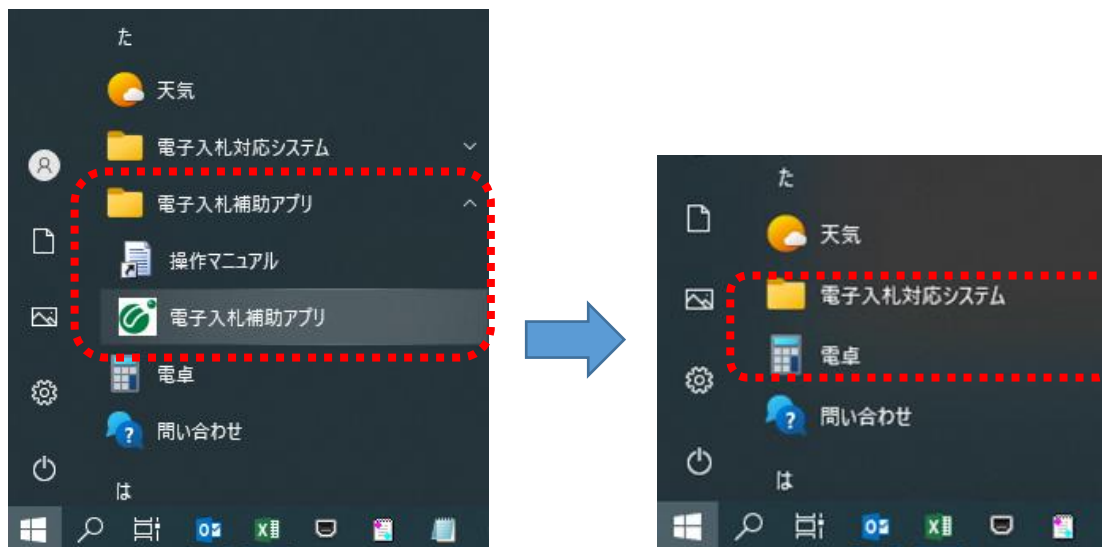 た
天気
電子入札対応システム
電子入札補助アプリ
操作マニュアル
電子入札補助アプリ
電卓
問い合わせ
は
た
天気
電子入札対応システム
電卓
問い合わせ
は